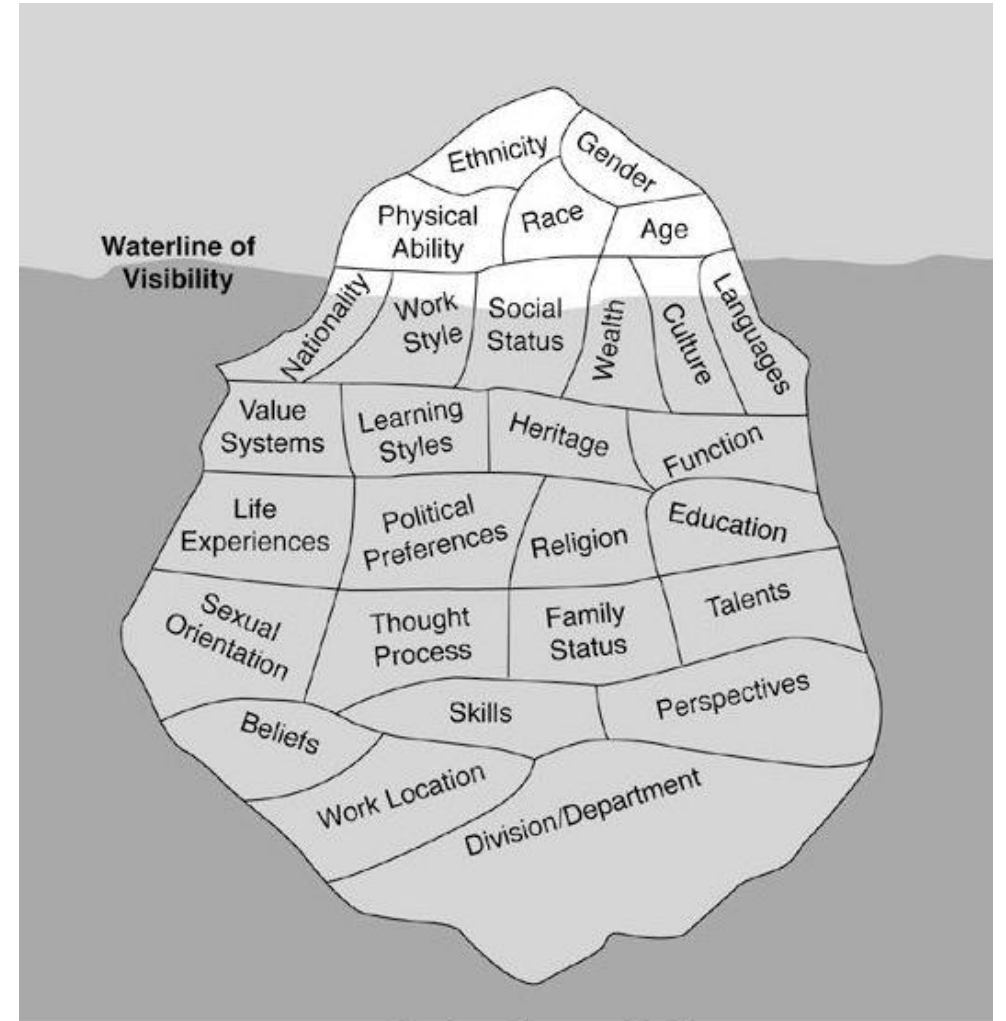 Ethnicity
Gender
Physical
Ability
Race
Age
Waterline of
Visibility
Nationality
Work
Style
Social
Status
Wealth
Culture
Languages
Value
Systems
Learning
Styles
Heritage
Function
Life
Experiences
Political
Preferences
Religion
Education
Sexual
Orientation
Thought
Process
Family
Status
Talents
Beliefs
Skills
Perspectives
Work Location
Division/Department